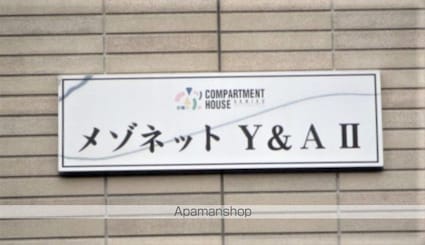 COMPARTMENT
HOUSE
メゾネット Y&A Ⅱ
Apamanshop